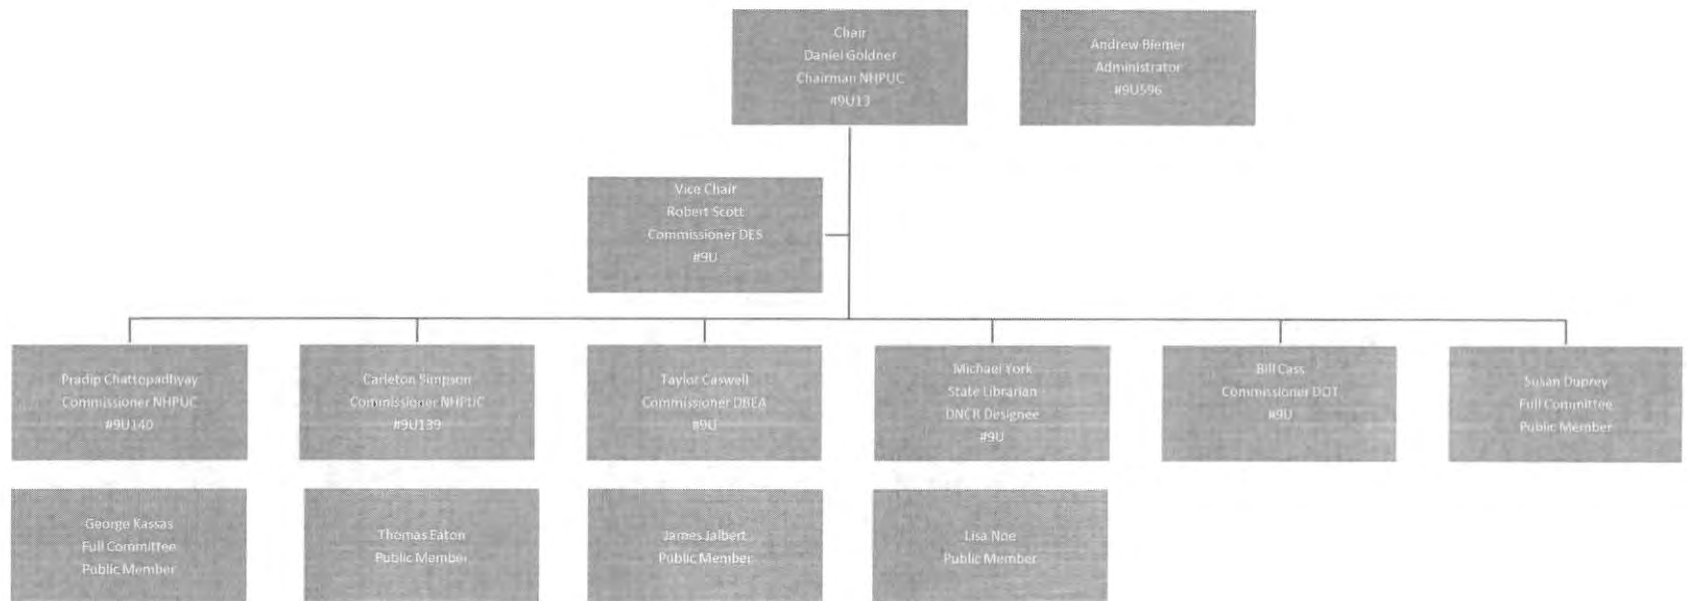 Chair
Daniel Goldner
Chairman NHPUC
#9U13
Andrew Biemer
Administrator
#9U596
Vice Chair
Robert Scott
Commissioner DES
#9U
Pradip Chattopadhyay
Commissioner NHPUC
#9U140
Carleton Simpson
Commissioner NHPUC
#9U139
Taylor Caswell
Commissioner DBEA
#9U
Michael York
State Librarian
DNCR Designee
#9U
Bill Cass
Commissioner DOT
#9U
Susan Duprey
Full Committee
Public Member
George Kassas
Full Committee
Public Member
Thomas Eaton
Public Member
James Jalbert
Public Member
Lisa Noe
Public Member